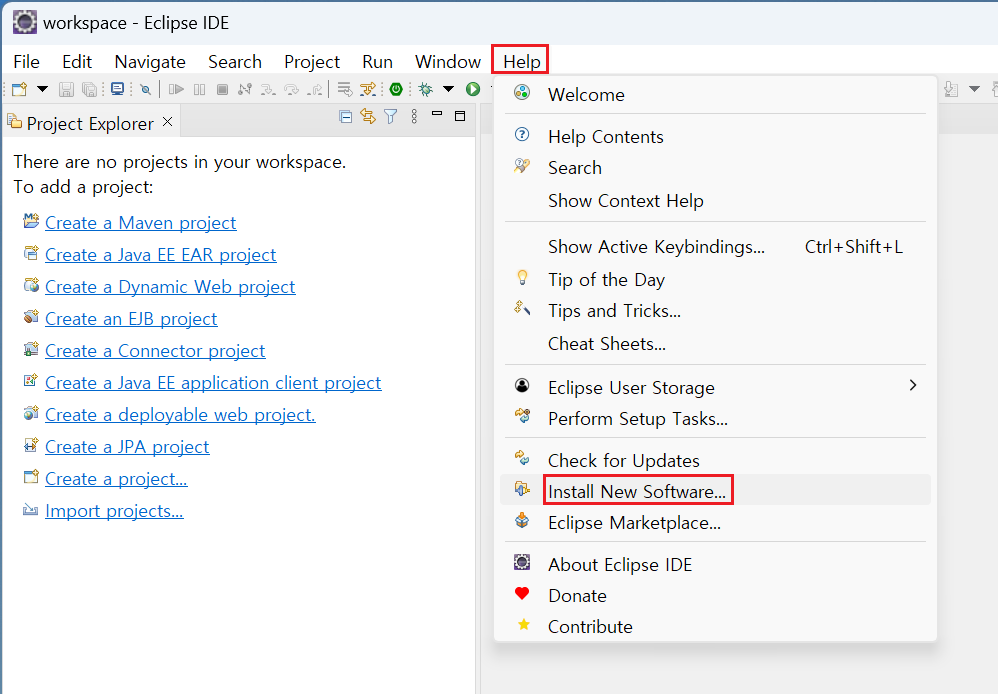 workspace - Eclipse IDE
File Edit Navigate Search Project Run Window Help
Project Explorer
There are no projects in your workspace.
To add a project:
Create a Maven project
Create a Java EE EAR project
Create a Dynamic Web project
Create an EJB project
Create a Connector project
Create a Java EE application client project
Create a deployable web project.
Create a JPA project
Create a project...
Import projects...
Welcome
Help Contents
Search
Show Context Help
Show Active Keybindings... Ctrl+Shift+L
Tip of the Day
Tips and Tricks...
Cheat Sheets...
Eclipse User Storage
Perform Setup Tasks...
Check for Updates
Install New Software...
Eclipse Marketplace...
About Eclipse IDE
Donate
Contribute